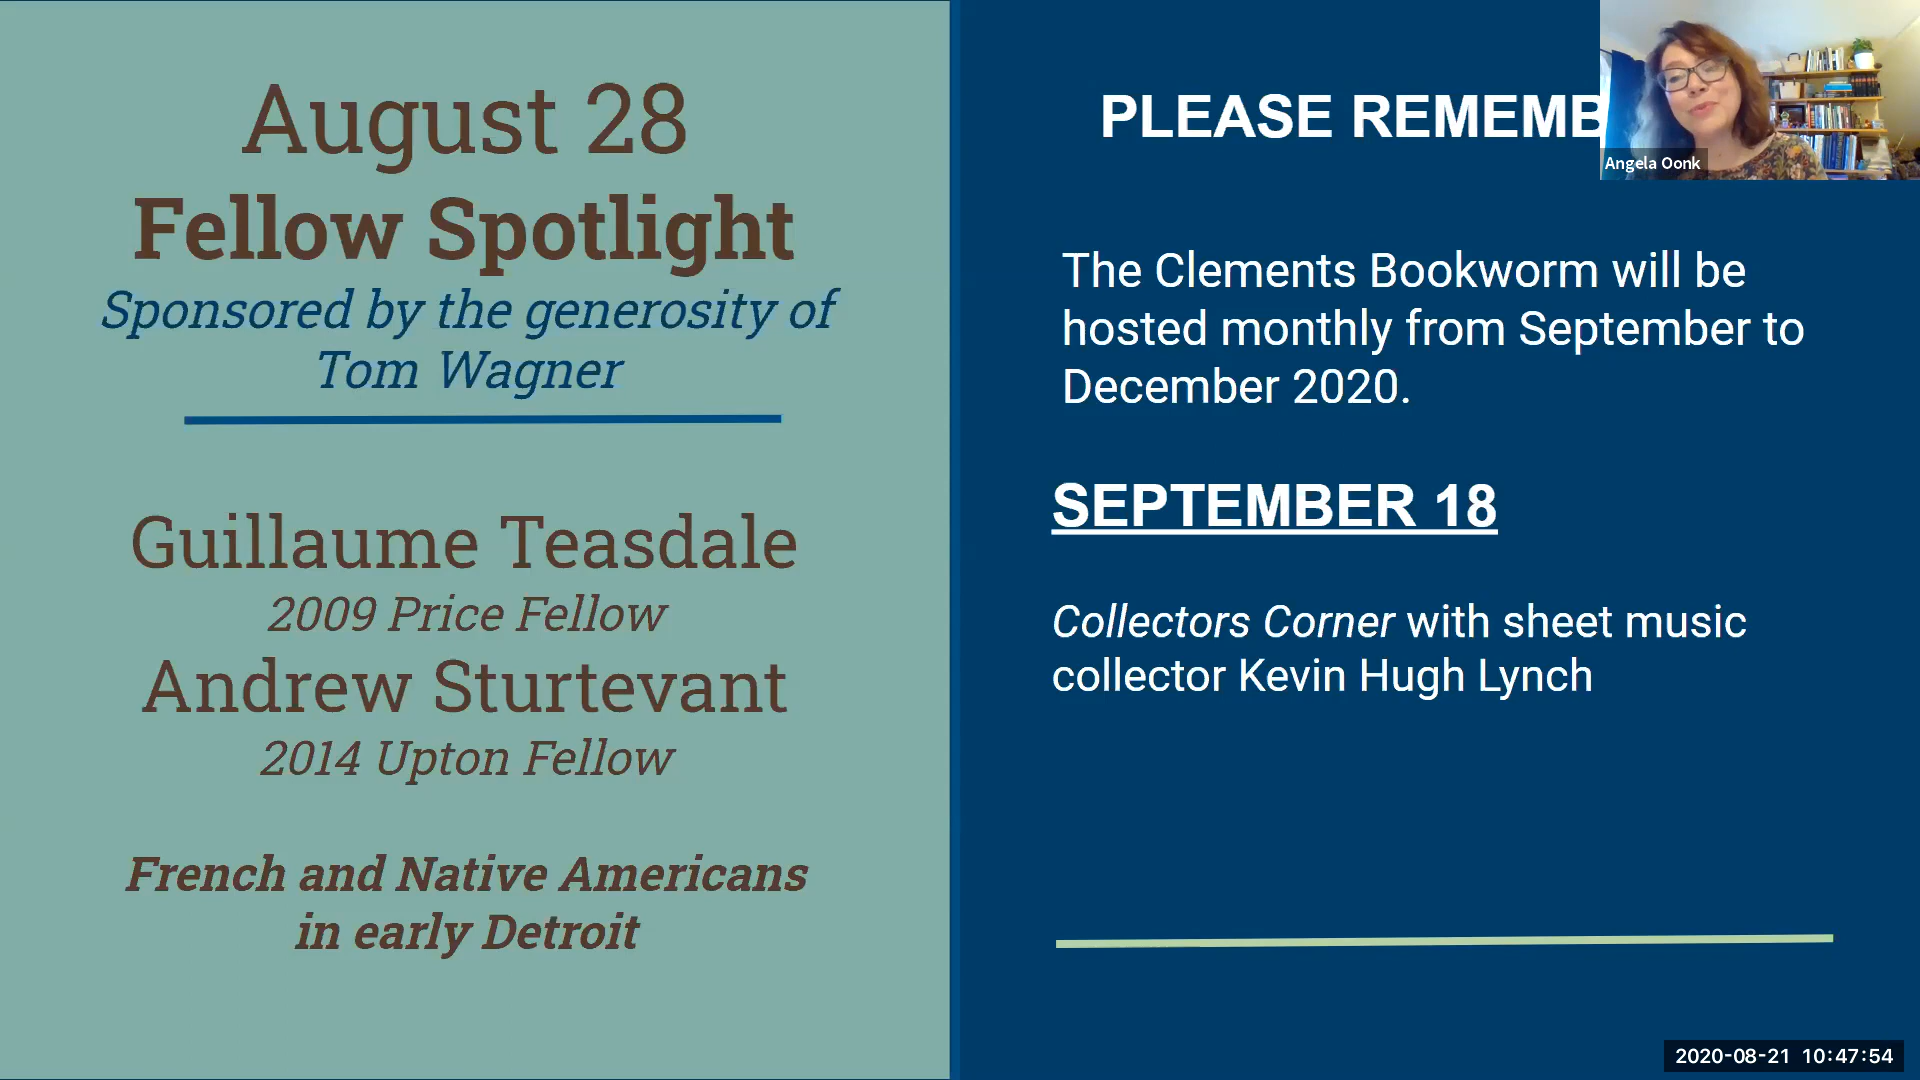 August 28
Fellow Spotlight
Sponsored by the generosity of
Tom Wagner
Guillaume Teasdale
2009 Price Fellow
Andrew Sturtevant
2014 Upton Fellow
French and Native Americans
in early Detroit
PLEASE REMEMB
The Clements Bookworm will be
hosted monthly from September to
December 2020.
SEPTEMBER 18
Collectors Corner with sheet music
collector Kevin Hugh Lynch
Angela Oonk
2020-08-21 10:47:54